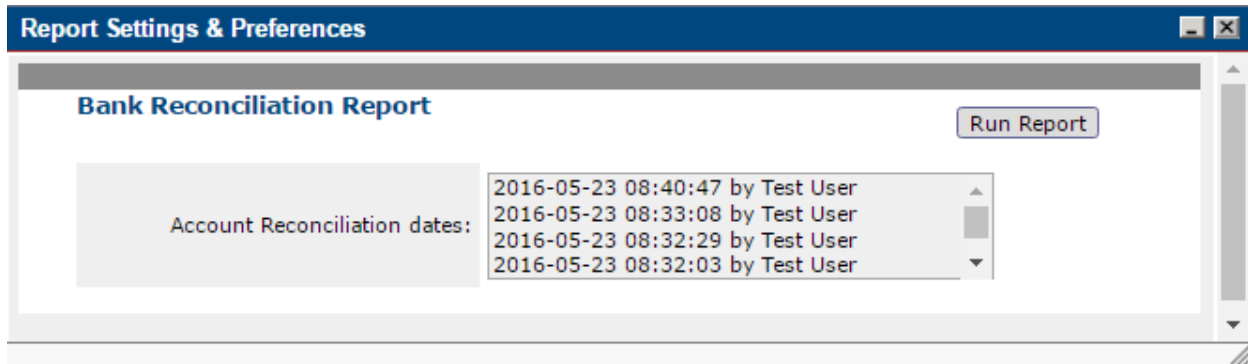 Report Settings & Preferences
Bank Reconciliation Report
Run Report
Account Reconciliation dates:
2016-05-23 08:40:47 by Test User
2016-05-23 08:33:08 by Test User
2016-05-23 08:32:29 by Test User
2016-05-23 08:32:03 by Test User